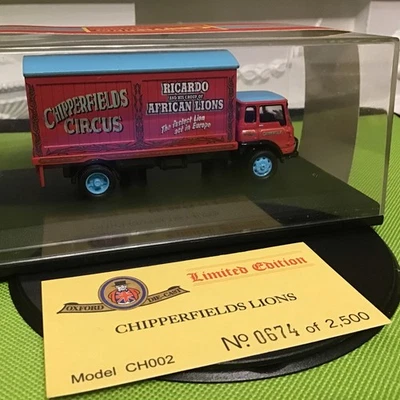 CHIPPERFIELDS
CIRCUS
RICARDO
AND HIS GROUP OF
AFRICAN LIONS
The Perfect Lion
act in Europe
OXFORD DIE-CAST
Limited Edition
CHIPPERFIELDS LIONS
Model CH002
No 0674 of 2,500